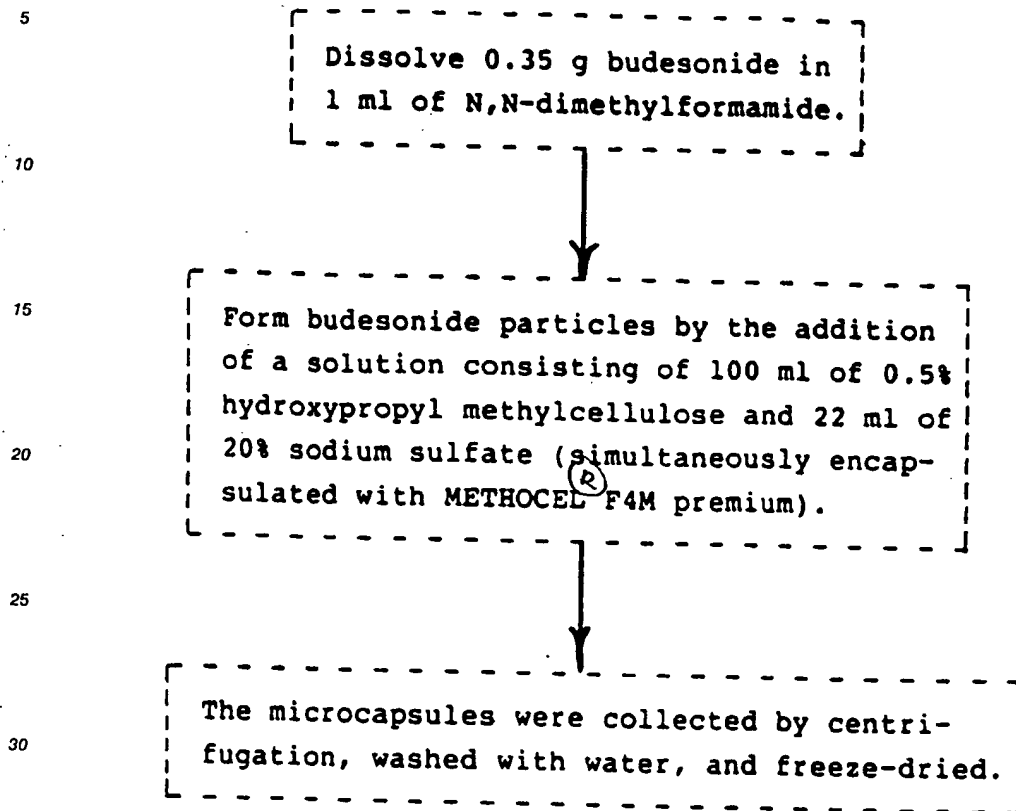 5
Dissolve 0.35 g budesonide in
1 ml of N,N-dimethylformamide.
10
15
Form budesonide particles by the addition
of a solution consisting of 100 ml of 0.5%
hydroxypropyl methylcellulose and 22 ml of
20
20% sodium sulfate (simultaneously encap-
sulated with METHOCEL® F4M premium).
25
The microcapsules were collected by centri-
30
fugation, washed with water, and freeze-dried.